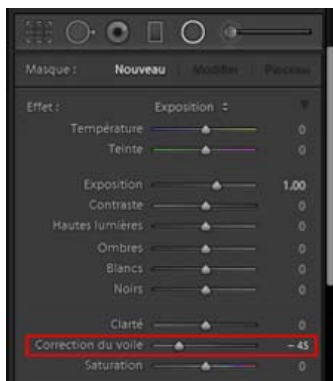 Masque : Nouveau Modifier Pinceau
Effet : Exposition
Température 0
Teinte 0
Exposition 1.00
Contraste 0
Hautes lumières 0
Ombres 0
Blancs 0
Noirs 0
Clarté 0
Correction du voile – 45
Saturation 0